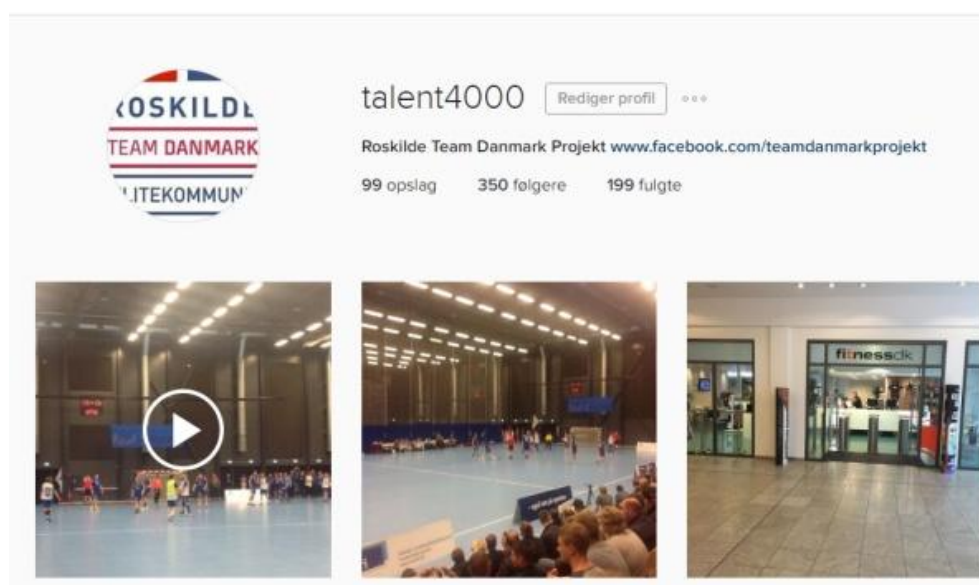 ROSKILDE
TEAM DANMARK
LITEKOMMUN
talent4000 Rediger profil
Roskilde Team Danmark Projekt www.facebook.com/teamdanmarkprojekt
99 opslag 350 følgere 199 fulgte
fitnessdk